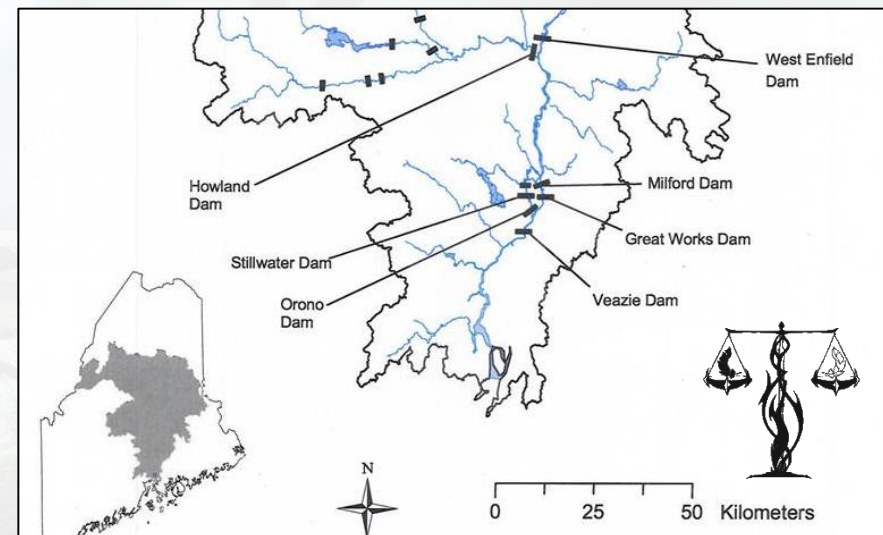 West Enfield
Dam
Howland
Dam
Milford Dam
Great Works Dam
Stillwater Dam
Orono
Dam
Veazie Dam
N
0 25 50 Kilometers